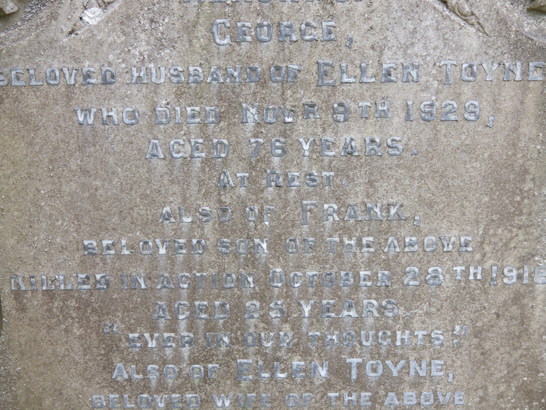 GEORGE,
BELOVED HUSBAND OF ELLEN TOYNE
WHO DIED NOVR 9TH 1929,
AGED 76 YEARS.
AT REST
ALSO OF FRANK,
BELOVED SON OF THE ABOVE
KILLED IN ACTION OCTOBER 28TH
AGED 25 YEARS.
"EVER IN OUR THOUGHTS."
ALSO OF ELLEN TOYNE,
BELOVED WIFE OF THE ABOVE